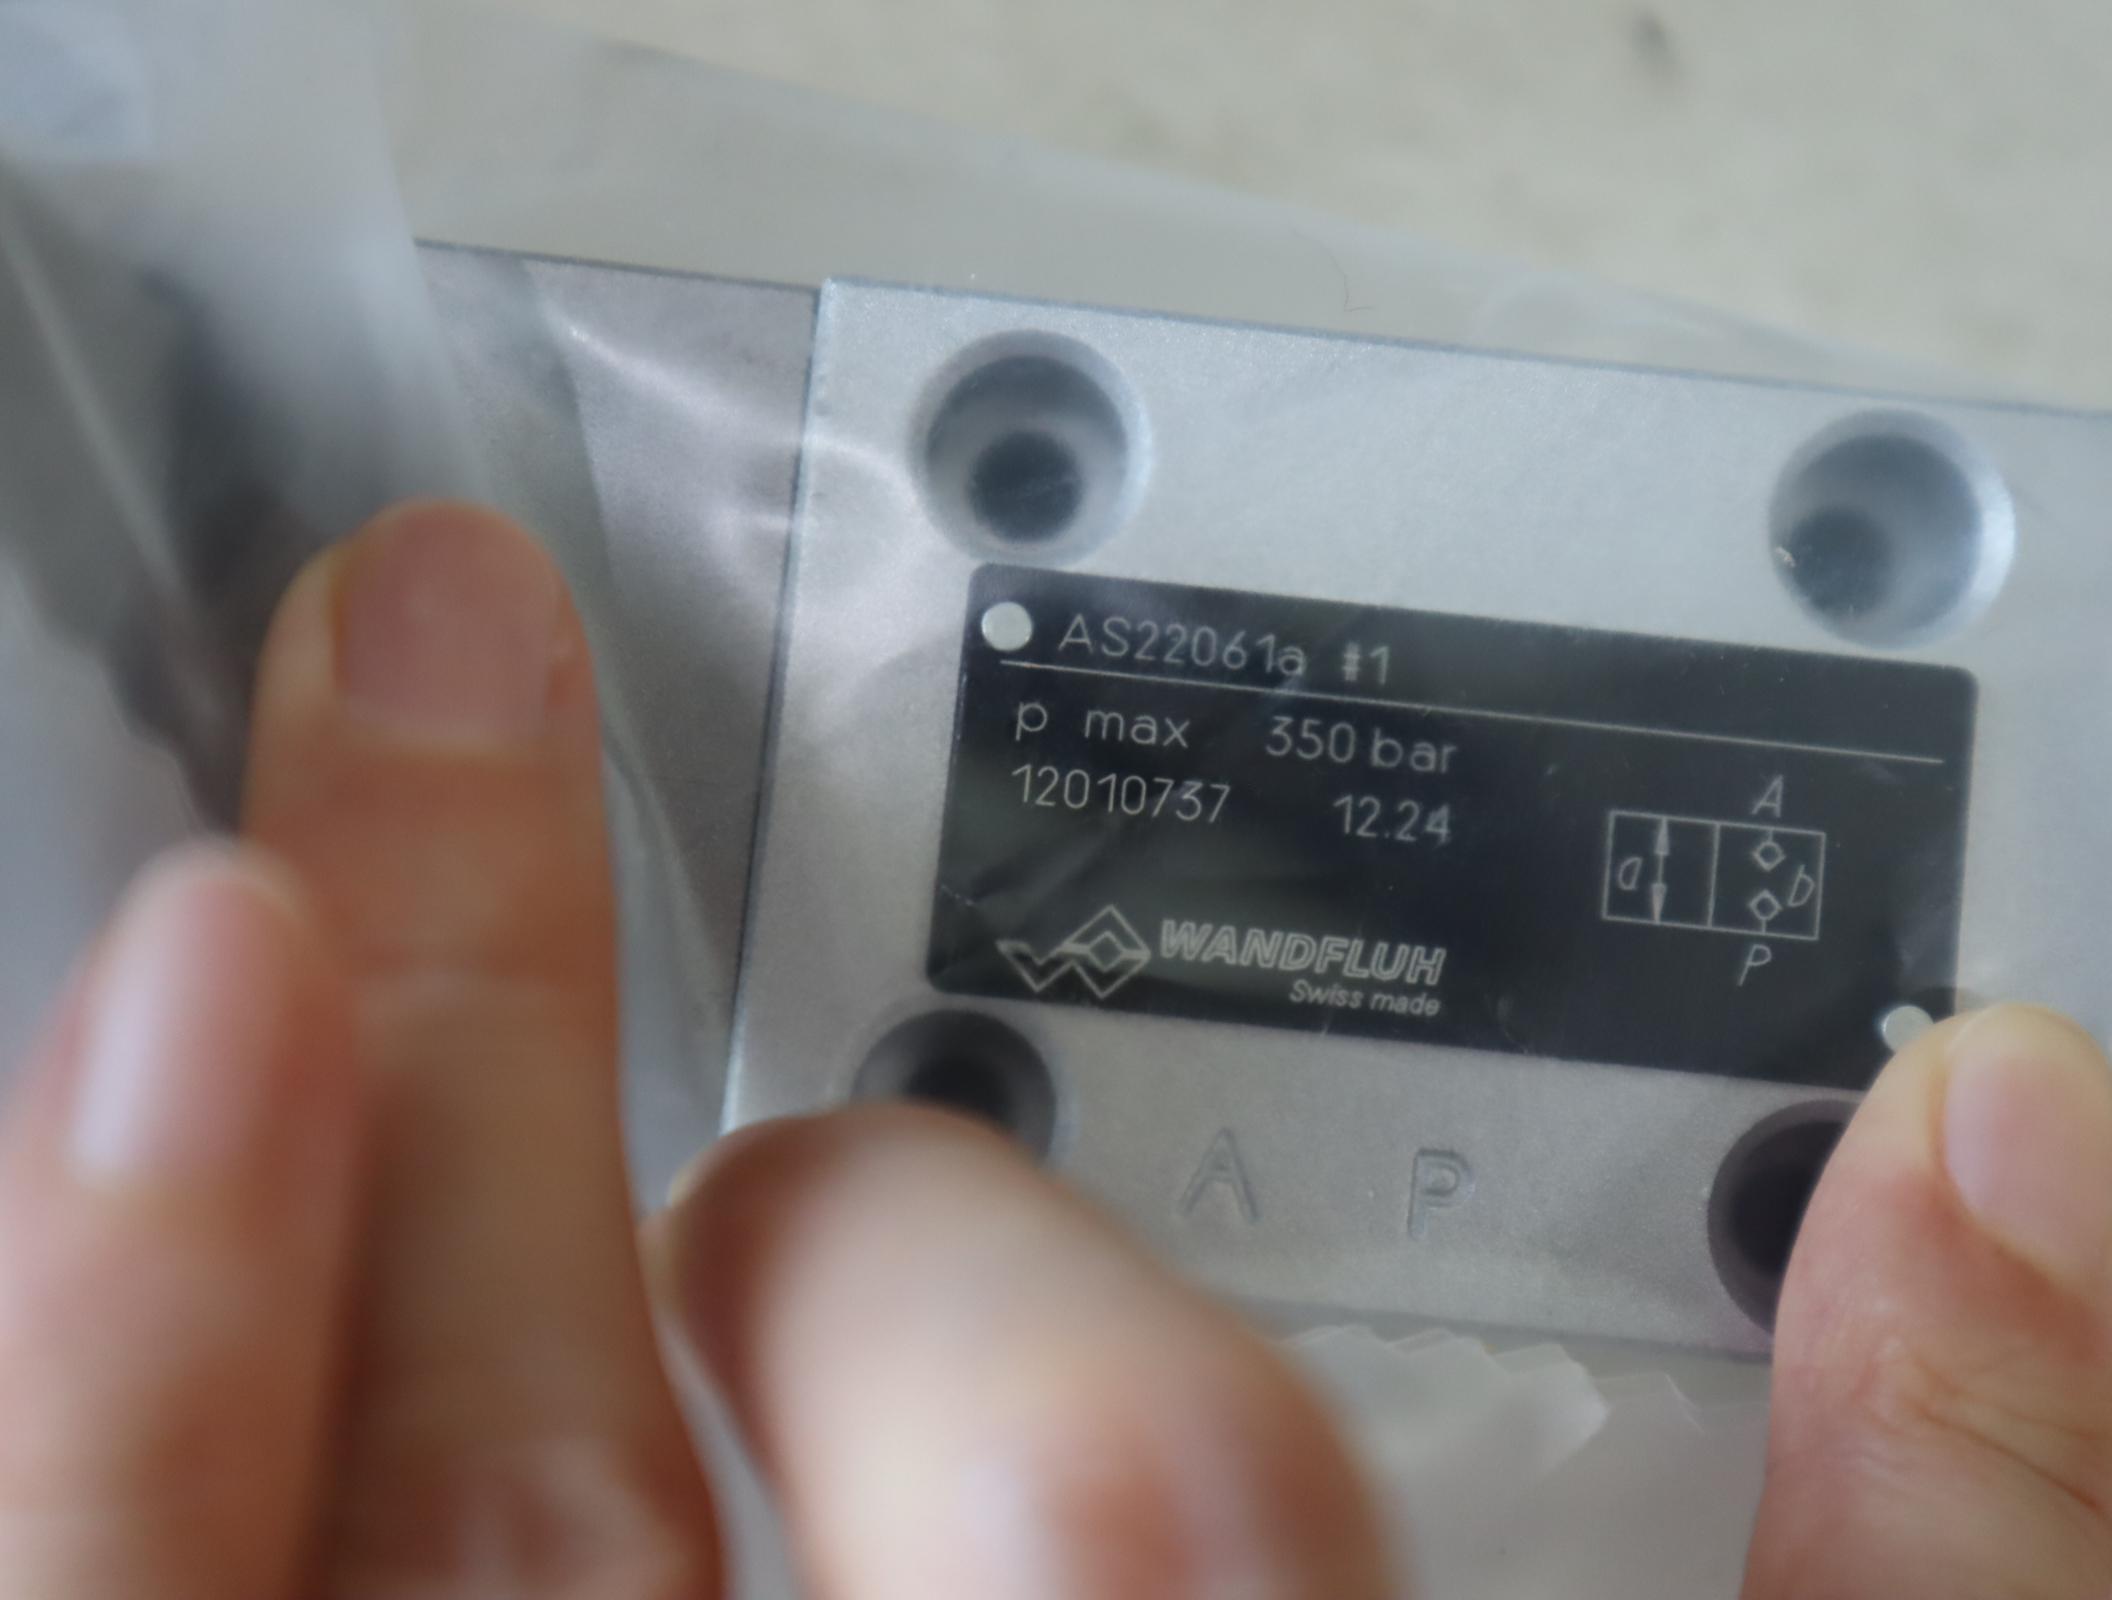 AS22061a #1
p max 350 bar
12010737 12.24
A
a b
P
WANDFLUH
Swiss made
A P